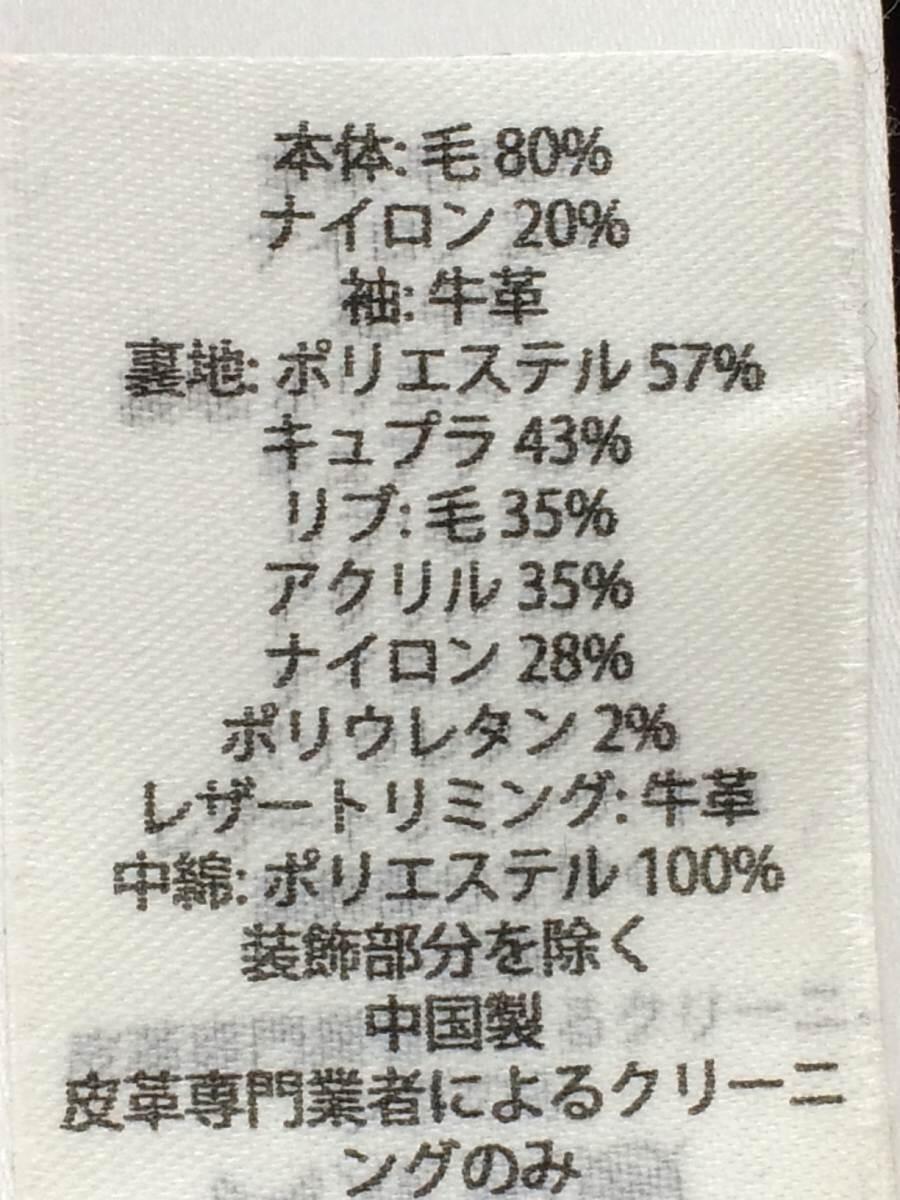 本体: 毛 80%
ナイロン 20%
袖: 牛革
裏地: ポリエステル 57%
キュプラ 43%
リブ: 毛 35%
アクリル 35%
ナイロン 28%
ポリウレタン 2%
レザートリミング: 牛革
中綿: ポリエステル 100%
装飾部分を除く
中国製
皮革専門業者によるクリーニ
ングのみ